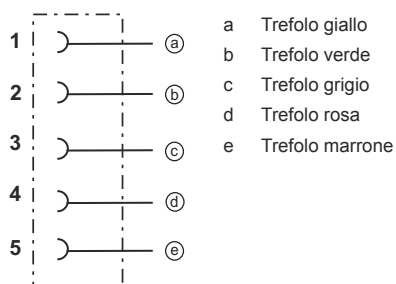 1 ⓐ
2 ⓑ
3 ⓒ
4 ⓓ
5 ⓔ
a Trefolo giallo
b Trefolo verde
c Trefolo grigio
d Trefolo rosa
e Trefolo marrone